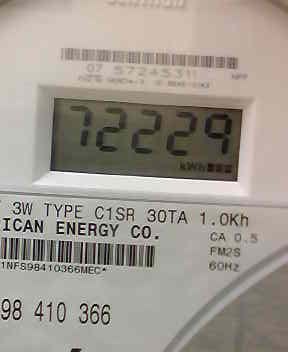 07 57245311
72229
kWh
3W TYPE C1SR 30TA 1.0Kh
ICAN ENERGY CO.
CA 0.5
FM2S
1NFS98410366MEC*
60Hz
98 410 366